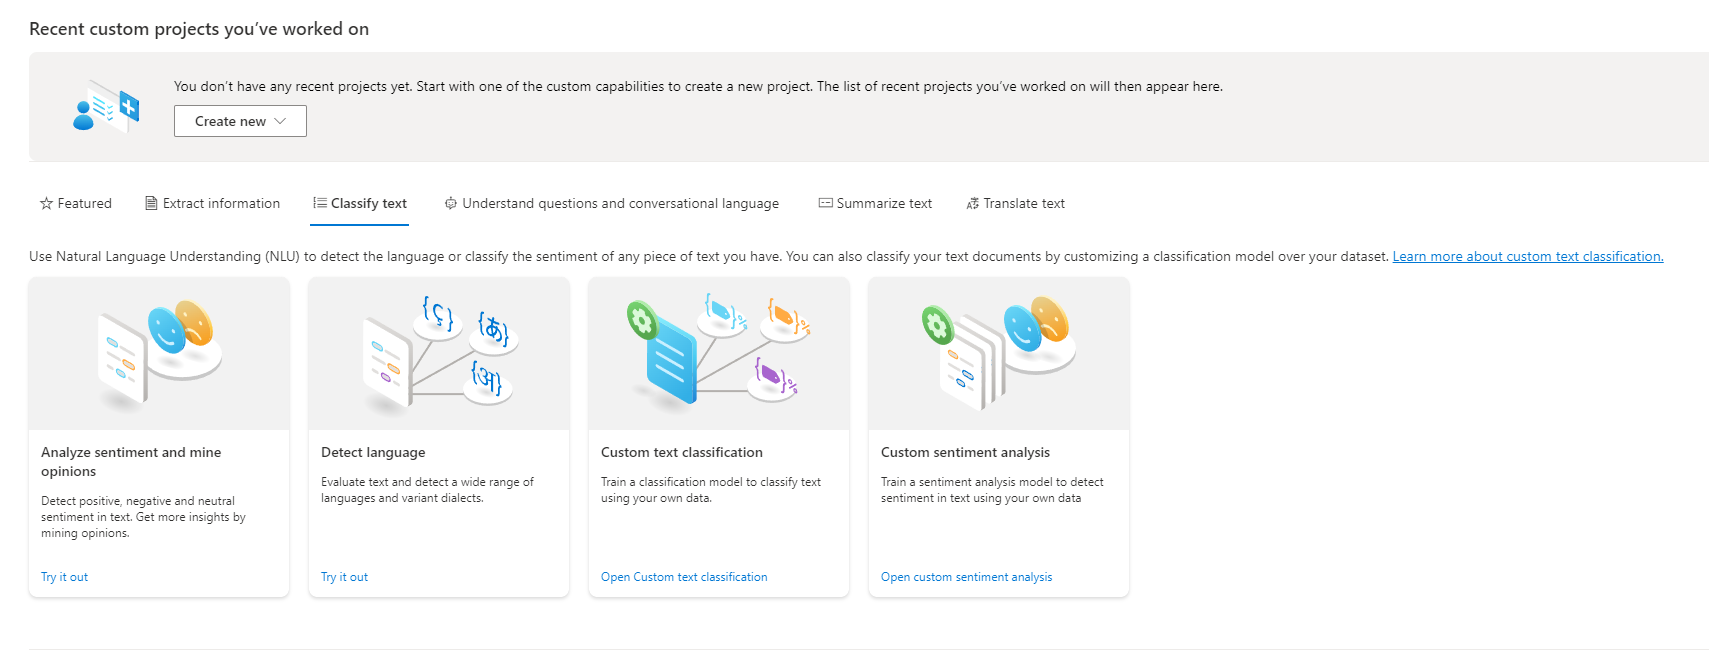 Recent custom projects you’ve worked on
You don’t have any recent projects yet. Start with one of the custom capabilities to create a new project. The list of recent projects you’ve worked on will then appear here.
Create new
Featured
Extract information
Classify text
Understand questions and conversational language
Summarize text
Translate text
Use Natural Language Understanding (NLU) to detect the language or classify the sentiment of any piece of text you have. You can also classify your text documents by customizing a classification model over your dataset. Learn more about custom text classification.
Analyze sentiment and mine
opinions
Detect positive, negative and neutral
sentiment in text. Get more insights by
mining opinions.
Try it out
{ج}
{あ}
{अ}
Detect language
Evaluate text and detect a wide range of
languages and variant dialects.
Try it out
Custom text classification
Train a classification model to classify text
using your own data.
Open Custom text classification
Custom sentiment analysis
Train a sentiment analysis model to detect
sentiment in text using your own data
Open custom sentiment analysis